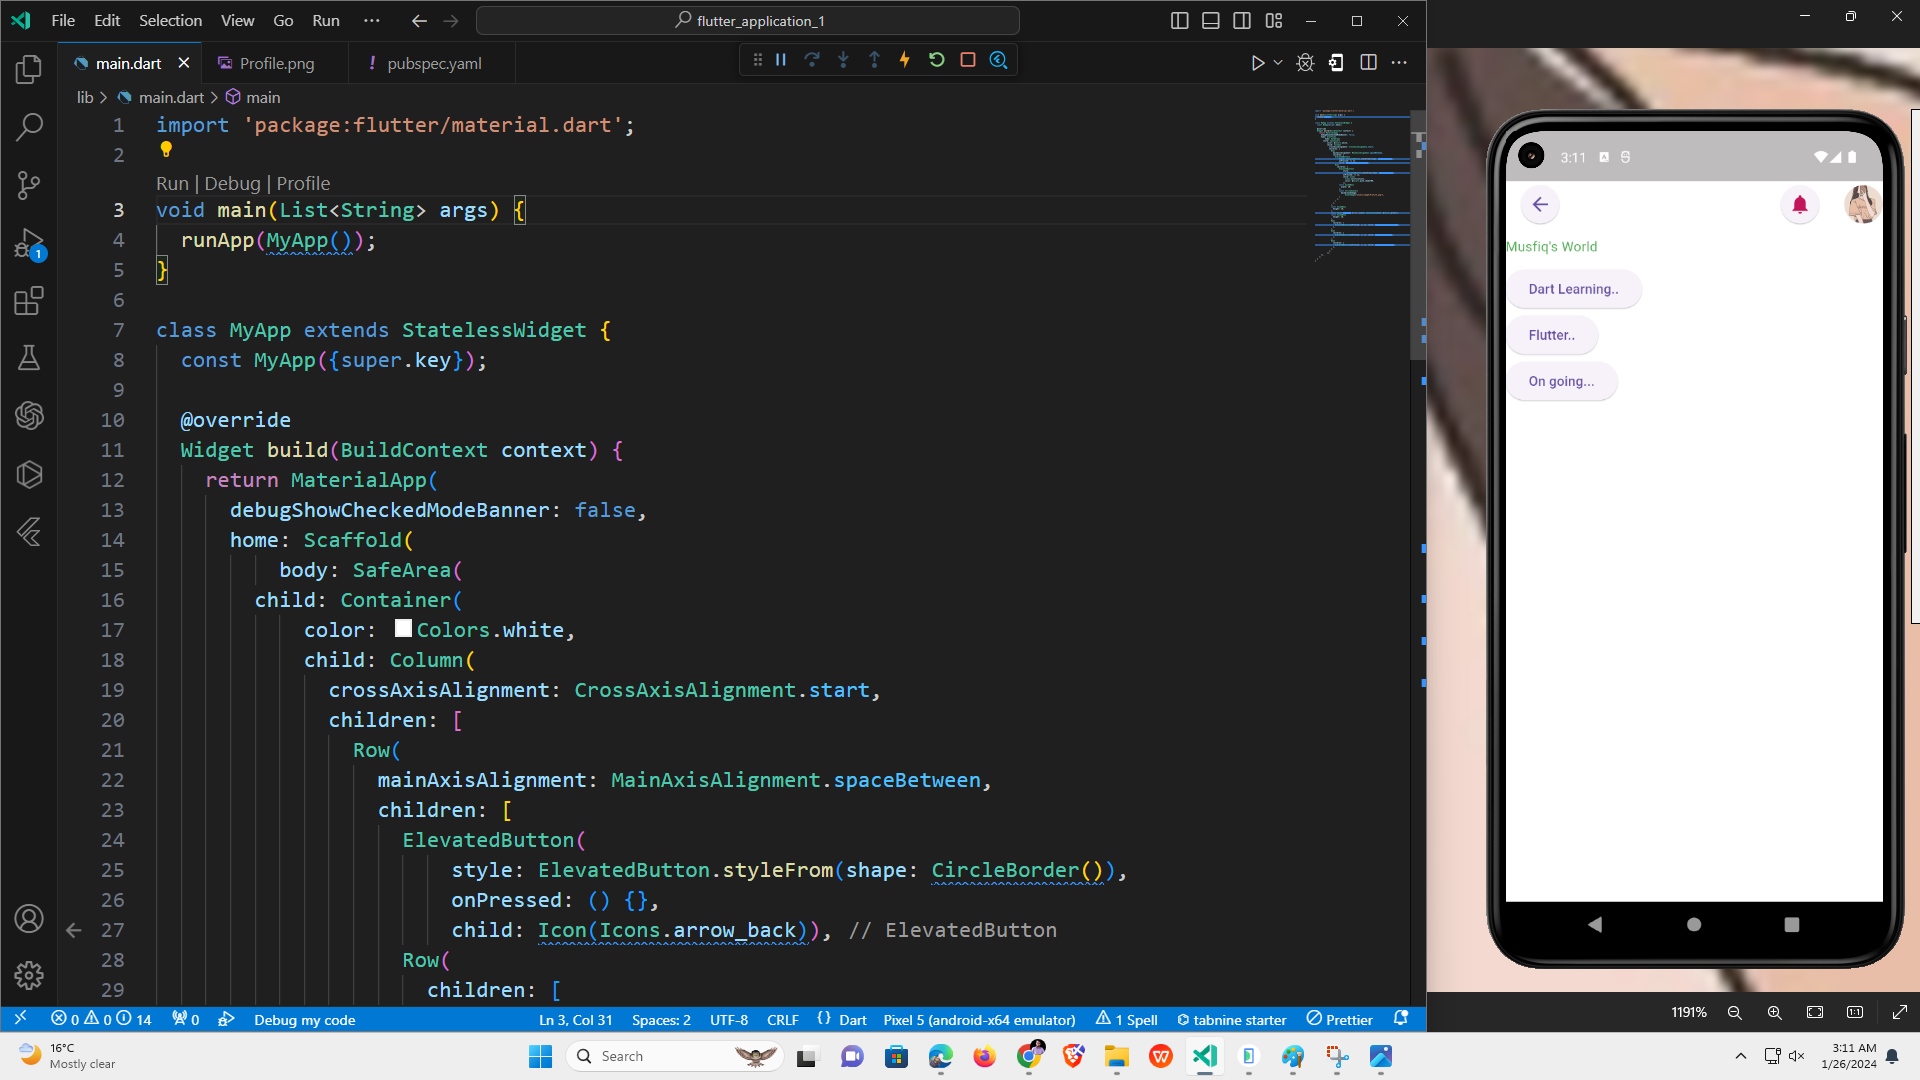 File Edit Selection View Go Run ···
flutter_application_1
main.dart
Profile.png
! pubspec.yaml
lib > main.dart > main
1 import 'package:flutter/material.dart';
2
Run | Debug | Profile
3 void main(List<String> args) {
4 runApp(MyApp());
5 }
6
7 class MyApp extends StatelessWidget {
8 const MyApp({super.key});
9
10 @override
11 Widget build(BuildContext context) {
12 return MaterialApp(
13 debugShowCheckedModeBanner: false,
14 home: Scaffold(
15 body: SafeArea(
16 child: Container(
17 color: Colors.white,
18 child: Column(
19 crossAxisAlignment: CrossAxisAlignment.start,
20 children: [
21 Row(
22 mainAxisAlignment: MainAxisAlignment.spaceBetween,
23 children: [
24 ElevatedButton(
25 style: ElevatedButton.styleFrom(shape: CircleBorder()),
26 onPressed: () {},
27 child: Icon(Icons.arrow_back)), // ElevatedButton
28 Row(
29 children: [
1
0 0 14 0 Debug my code
Ln 3, Col 31 Spaces: 2 UTF-8 CRLF {} Dart Pixel 5 (android-x64 emulator) 1 Spell tabnine starter Prettier
3:11
Musfiq's World
Dart Learning..
Flutter..
On going...
1191%
16°C
Mostly clear
Search
3:11 AM
1/26/2024